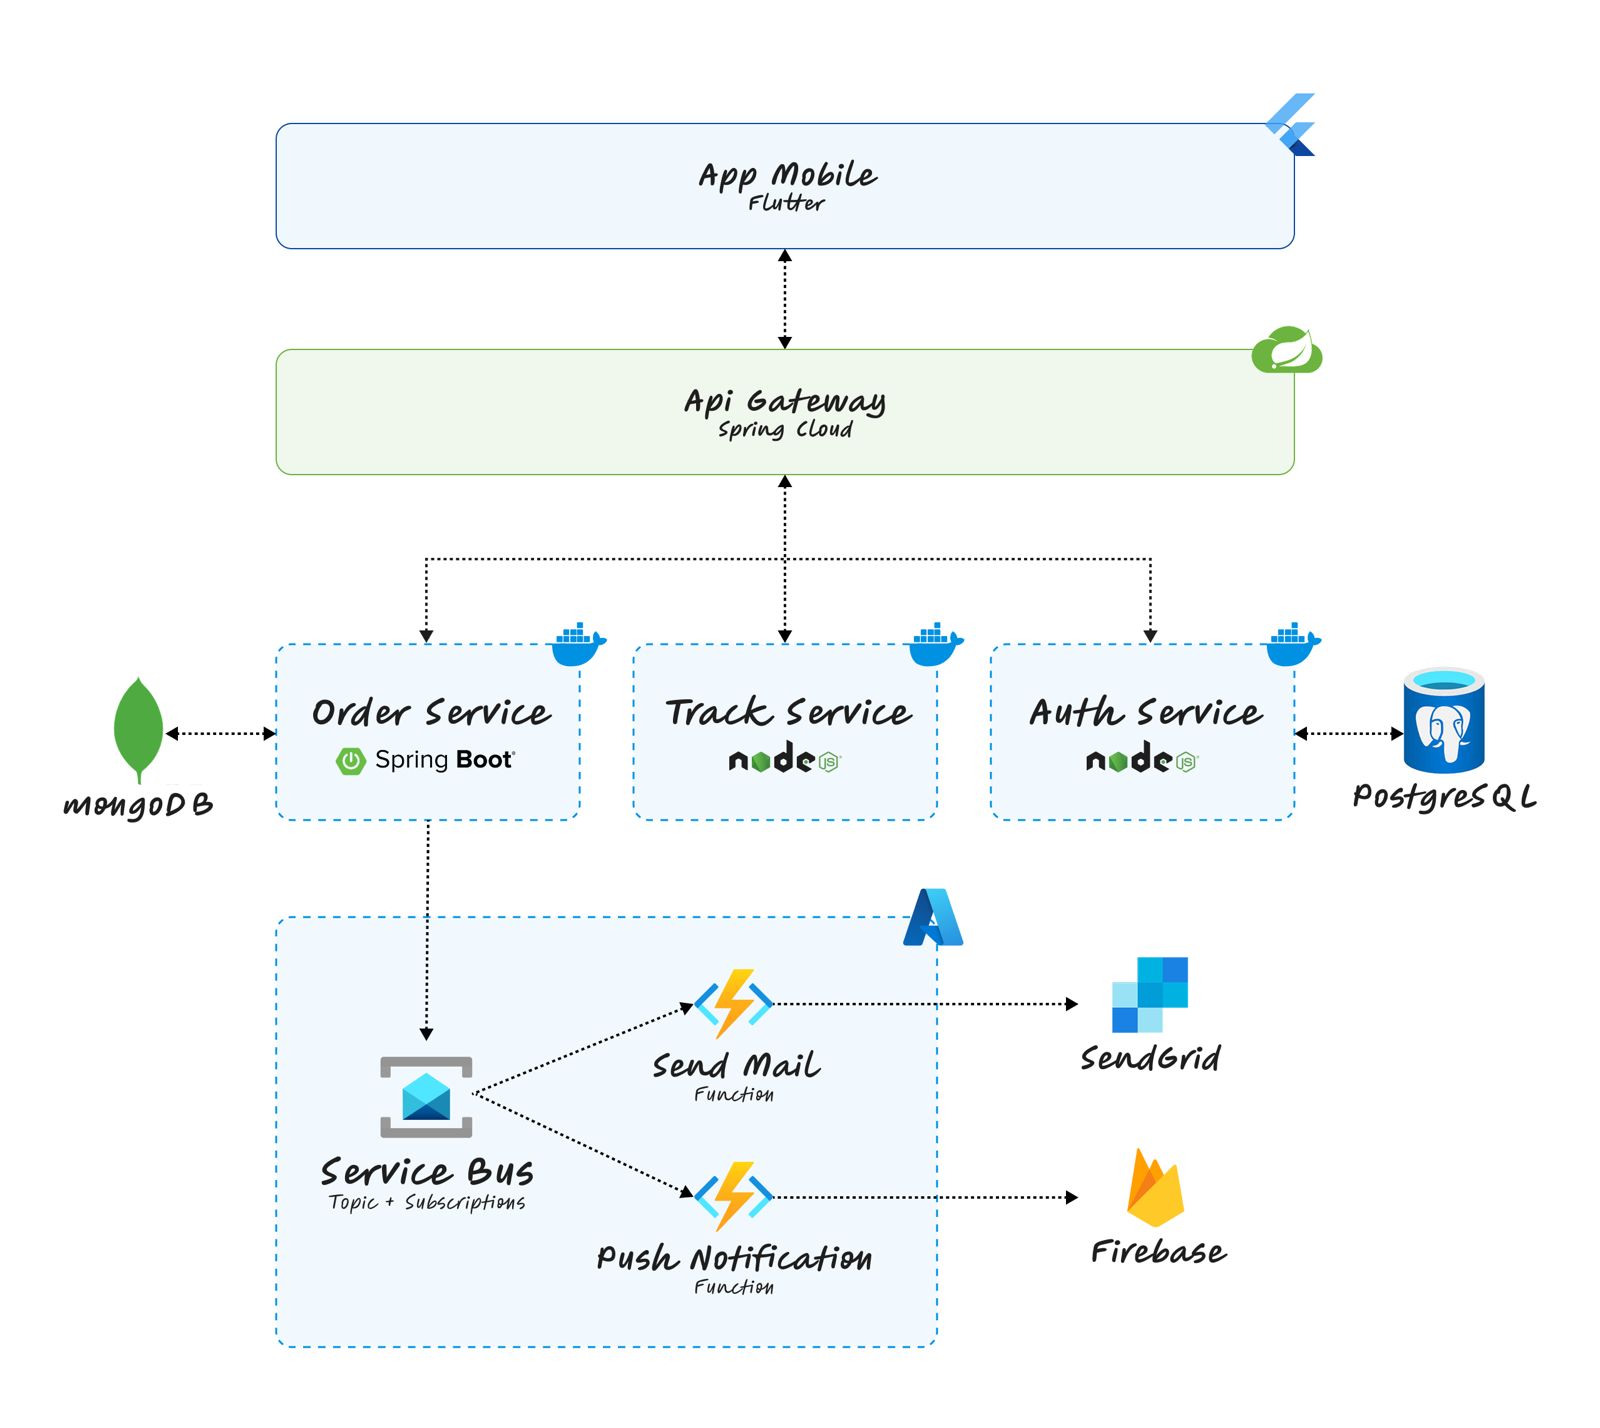 App Mobile
Flutter
Api Gateway
Spring Cloud
Order Service
Spring Boot
Track Service
node JS
Auth Service
node JS
mongoDB
PostgreSQL
Send Mail
Function
SendGrid
Service Bus
Topic + Subscriptions
Push Notification
Function
Firebase